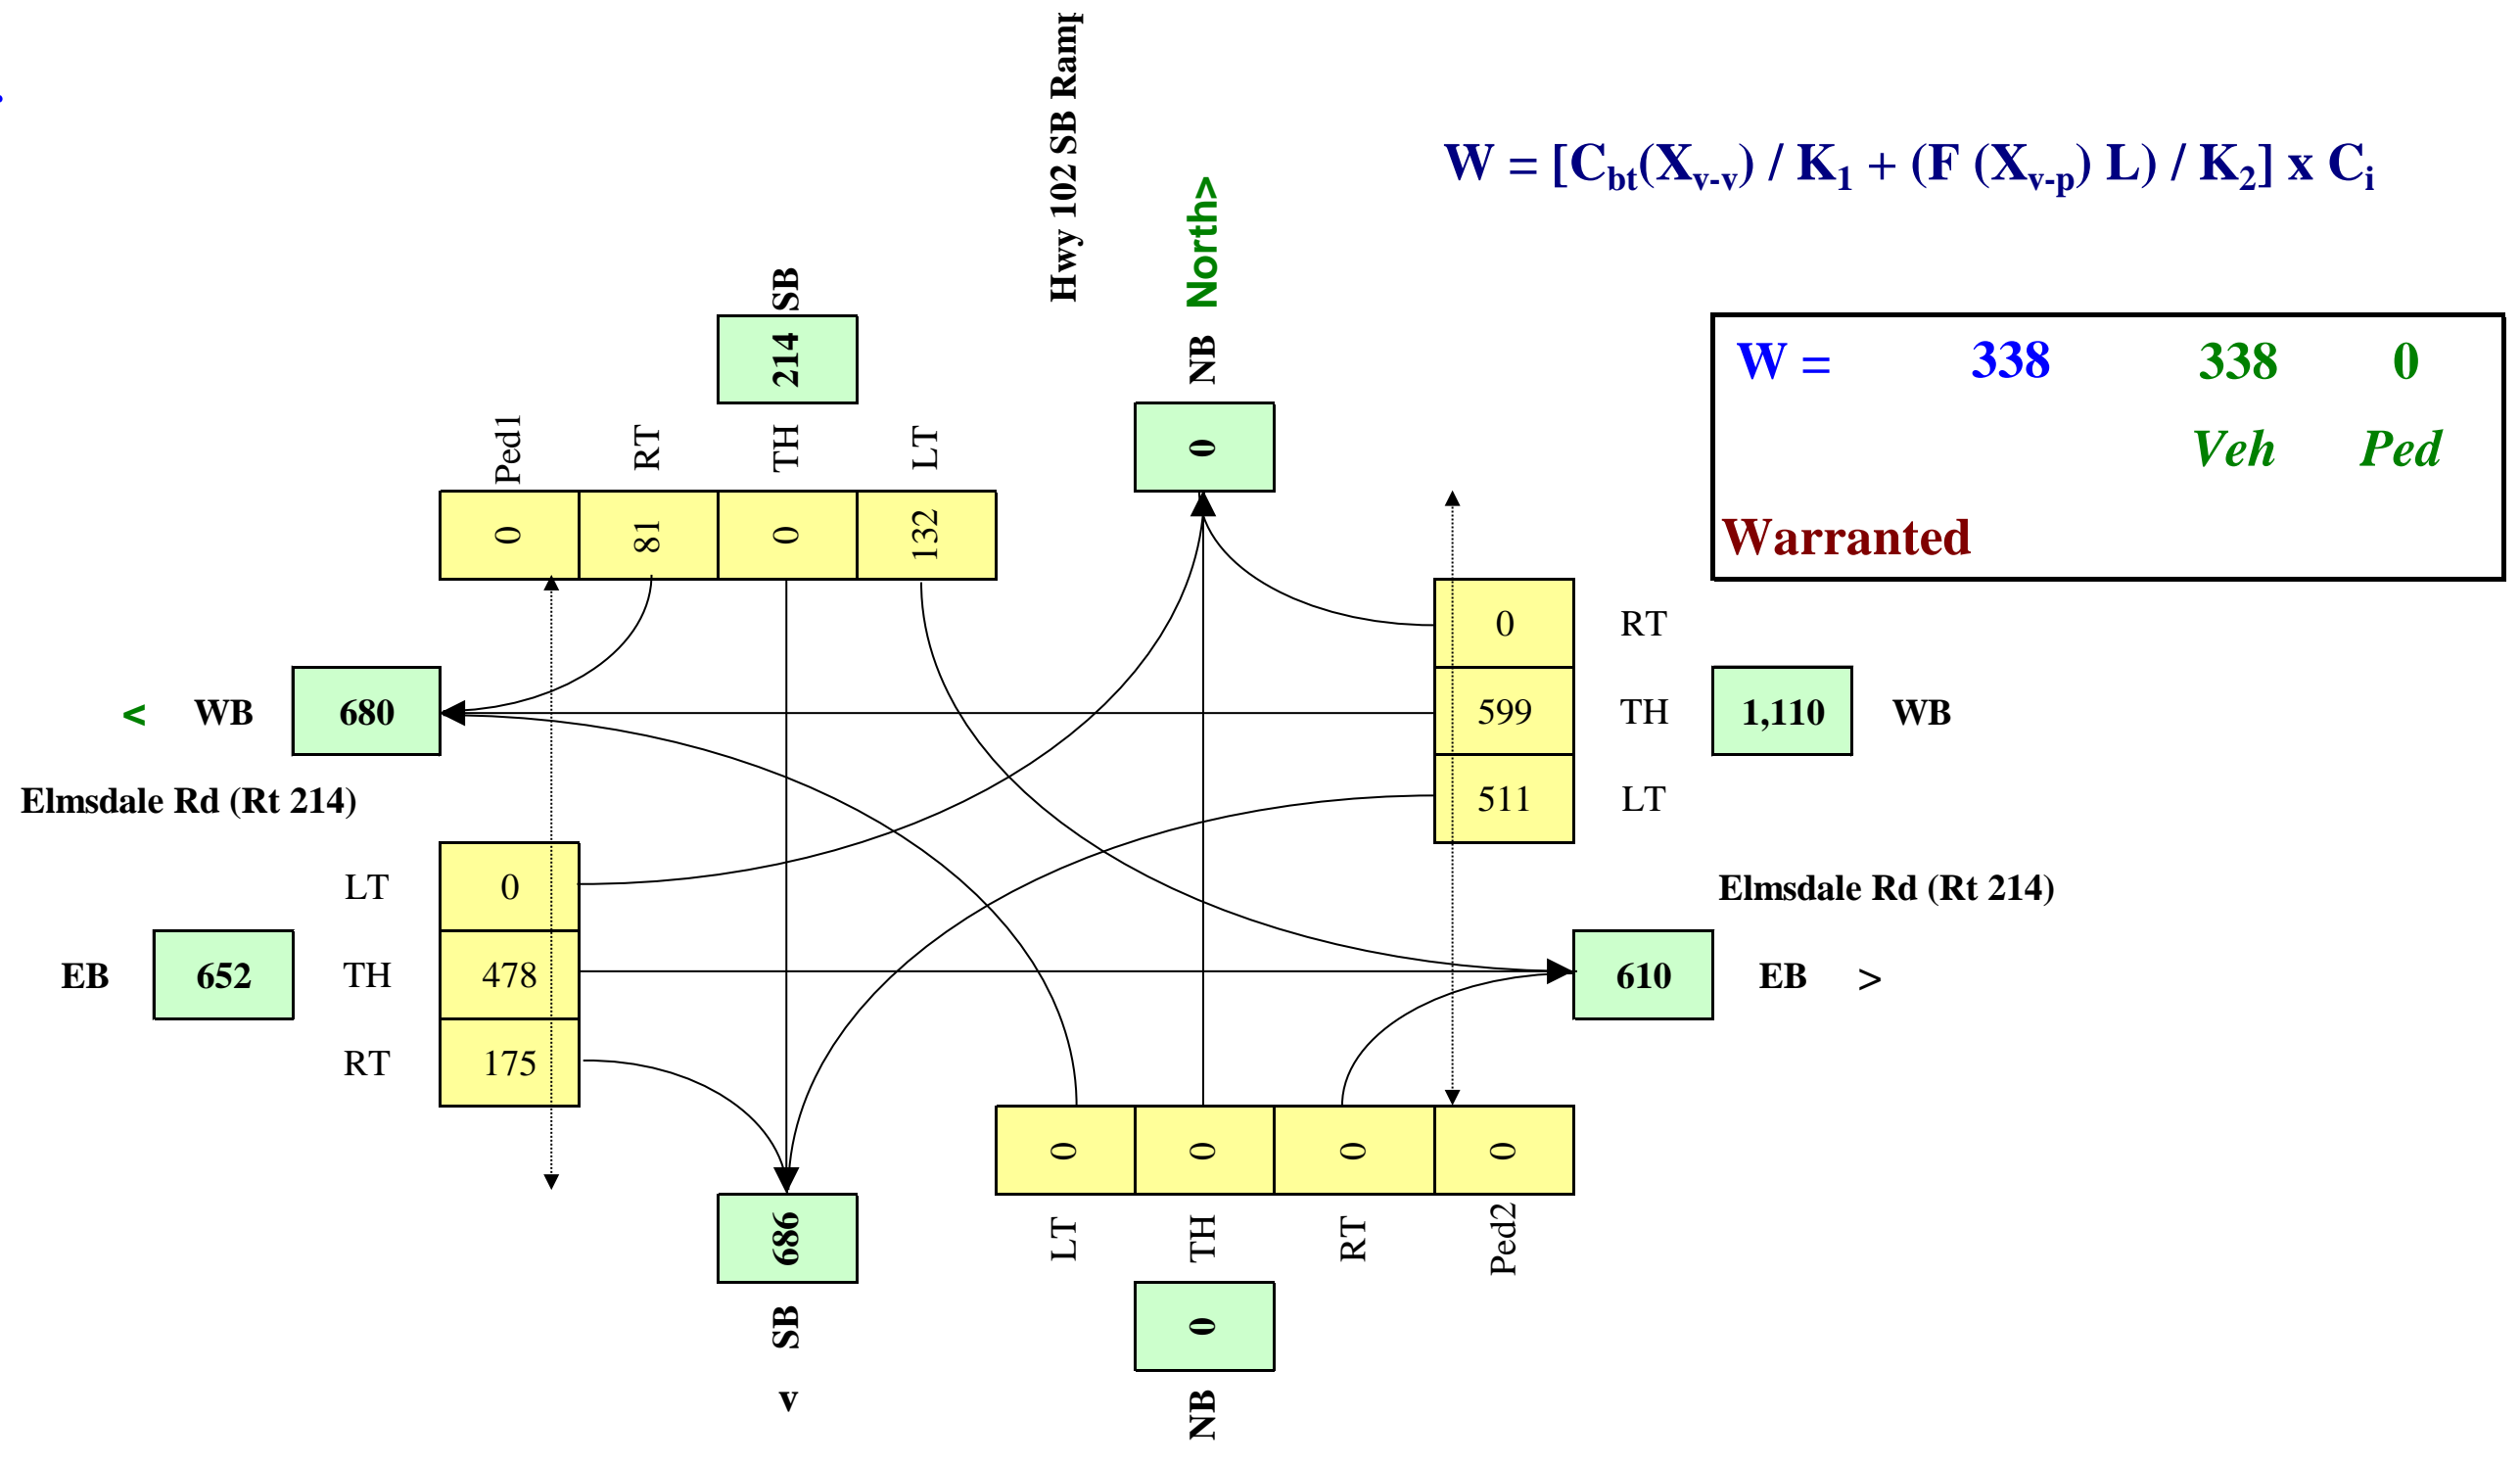 Hwy 102 SB Ramp
W = [Cbt(Xv-v) / K1 + (F (Xv-p) L) / K2] x Ci
North>
SB
214
NB
0
W = 338 338 0
Veh Ped
Warranted
Ped1 RT TH LT
0 81 0 132
0 RT
< WB 680
599 TH 1,110 WB
511 LT
Elmsdale Rd (Rt 214)
LT 0
Elmsdale Rd (Rt 214)
EB 652 TH 478
610 EB >
RT 175
0 0 0 0
LT TH RT Ped2
686
SB
v
0
NB